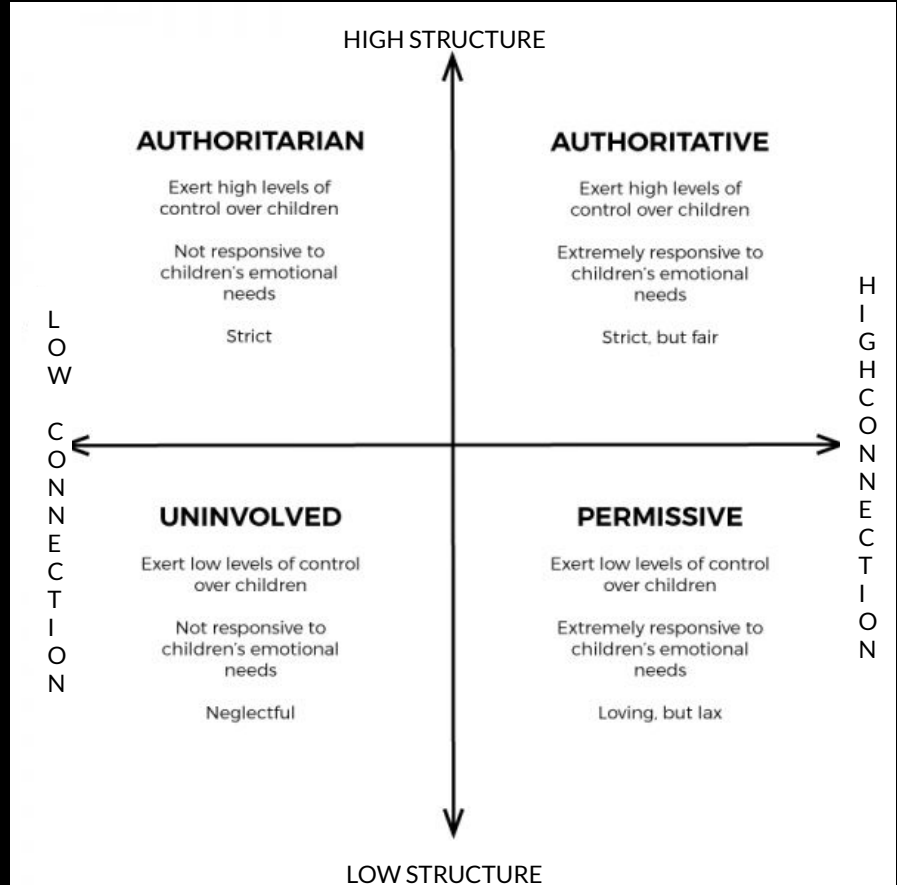 HIGH STRUCTURE
AUTHORITARIAN
Exert high levels of
control over children
Not responsive to
children's emotional
needs
Strict
AUTHORITATIVE
Exert high levels of
control over children
Extremely responsive to
children's emotional
needs
Strict, but fair
LOW CONNECTION
HIGHCONNECTION
UNINVOLVED
Exert low levels of control
over children
Not responsive to
children's emotional
needs
Neglectful
PERMISSIVE
Exert low levels of control
over children
Extremely responsive to
children's emotional
needs
Loving, but lax
LOW STRUCTURE